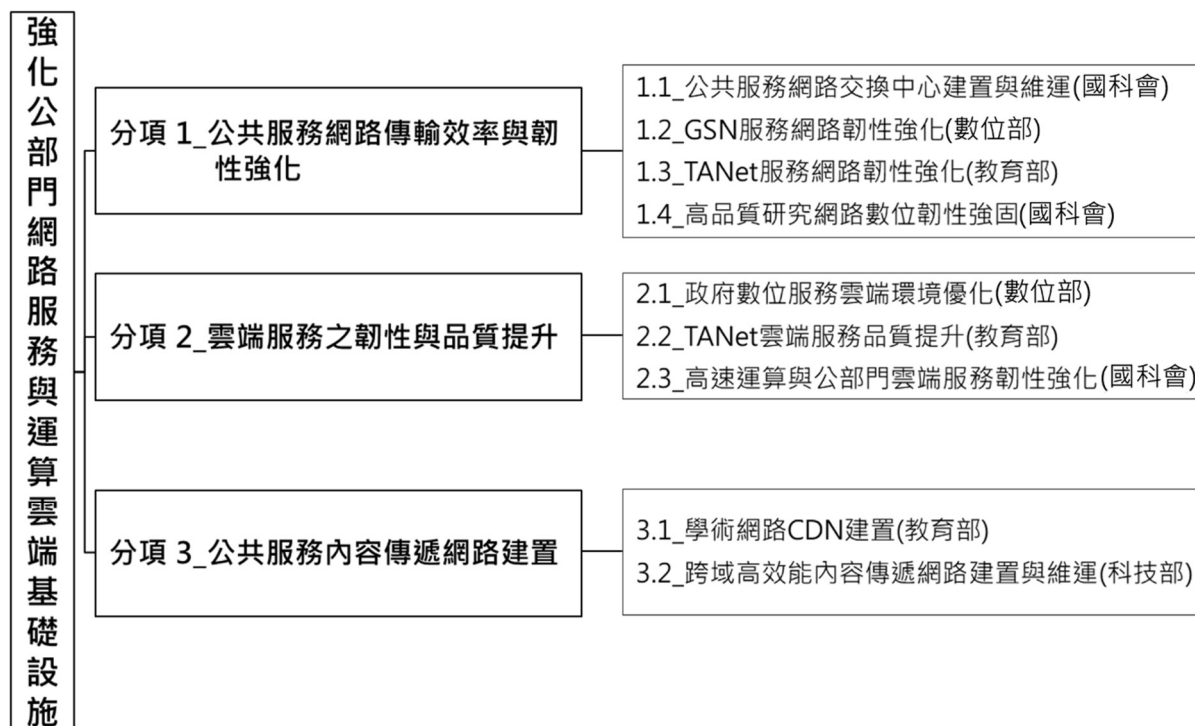 強化公部門網路服務與運算雲端基礎設施
分項 1_公共服務網路傳輸效率與韌
性強化
1.1_公共服務網路交換中心建置與維運(國科會)
1.2_GSN服務網路韌性強化(數位部)
1.3_TANet服務網路韌性強化(教育部)
1.4_高品質研究網路數位韌性強固(國科會)
分項 2_雲端服務之韌性與品質提升
2.1_政府數位服務雲端環境優化(數位部)
2.2_TANet雲端服務品質提升(教育部)
2.3_高速運算與公部門雲端服務韌性強化(國科會)
分項 3_公共服務內容傳遞網路建置
3.1_學術網路CDN建置(教育部)
3.2_跨域高效能內容傳遞網路建置與維運(科技部)